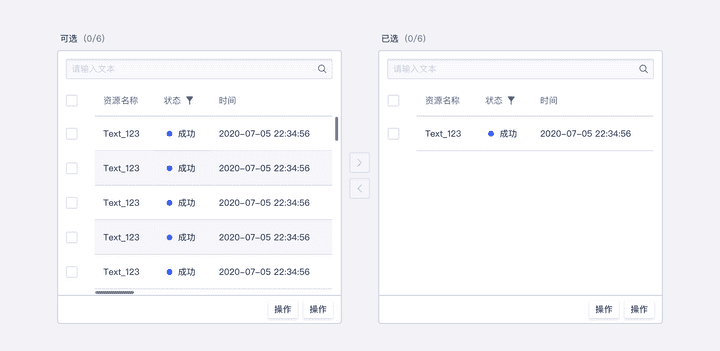 可选 (0/6)
请输入文本
资源名称 状态 时间
Text_123 成功 2020-07-05 22:34:56
Text_123 成功 2020-07-05 22:34:56
Text_123 成功 2020-07-05 22:34:56
Text_123 成功 2020-07-05 22:34:56
Text_123 成功 2020-07-05 22:34:56
操作 操作
已选 (0/6)
请输入文本
资源名称 状态 时间
Text_123 成功 2020-07-05 22:34:56
操作 操作